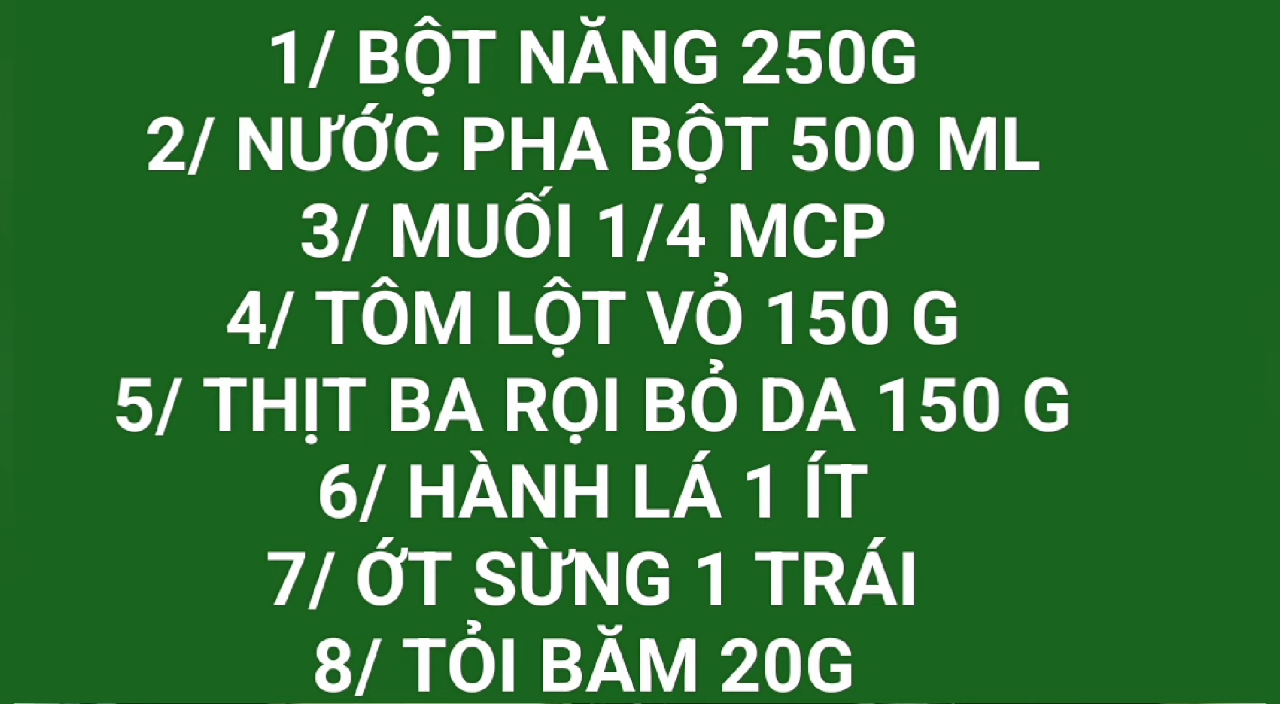 1/ BỘT NĂNG 250G
2/ NƯỚC PHA BỘT 500 ML
3/ MUỐI 1/4 MCP
4/ TÔM LỘT VỎ 150 G
5/ THỊT BA RỌI BỎ DA 150 G
6/ HÀNH LÁ 1 ÍT
7/ ỚT SỪNG 1 TRÁI
8/ TỎI BĂM 20G